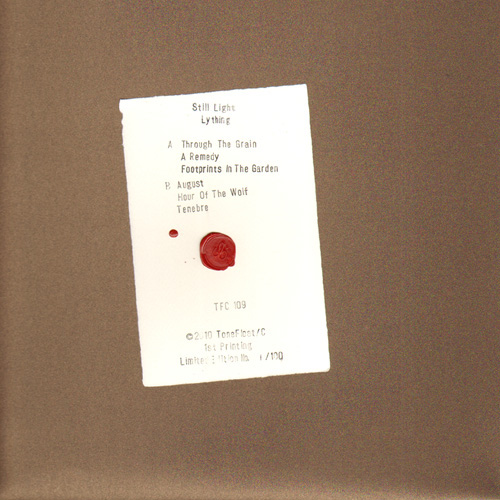 Still Light
Lything
A Through The Grain
A Remedy
Footprints In The Garden
B August
Hour Of The Wolf
Tenebre
TFC 109
©2010 ToneFloat/C
1st Printing
Limited Edition No. /100